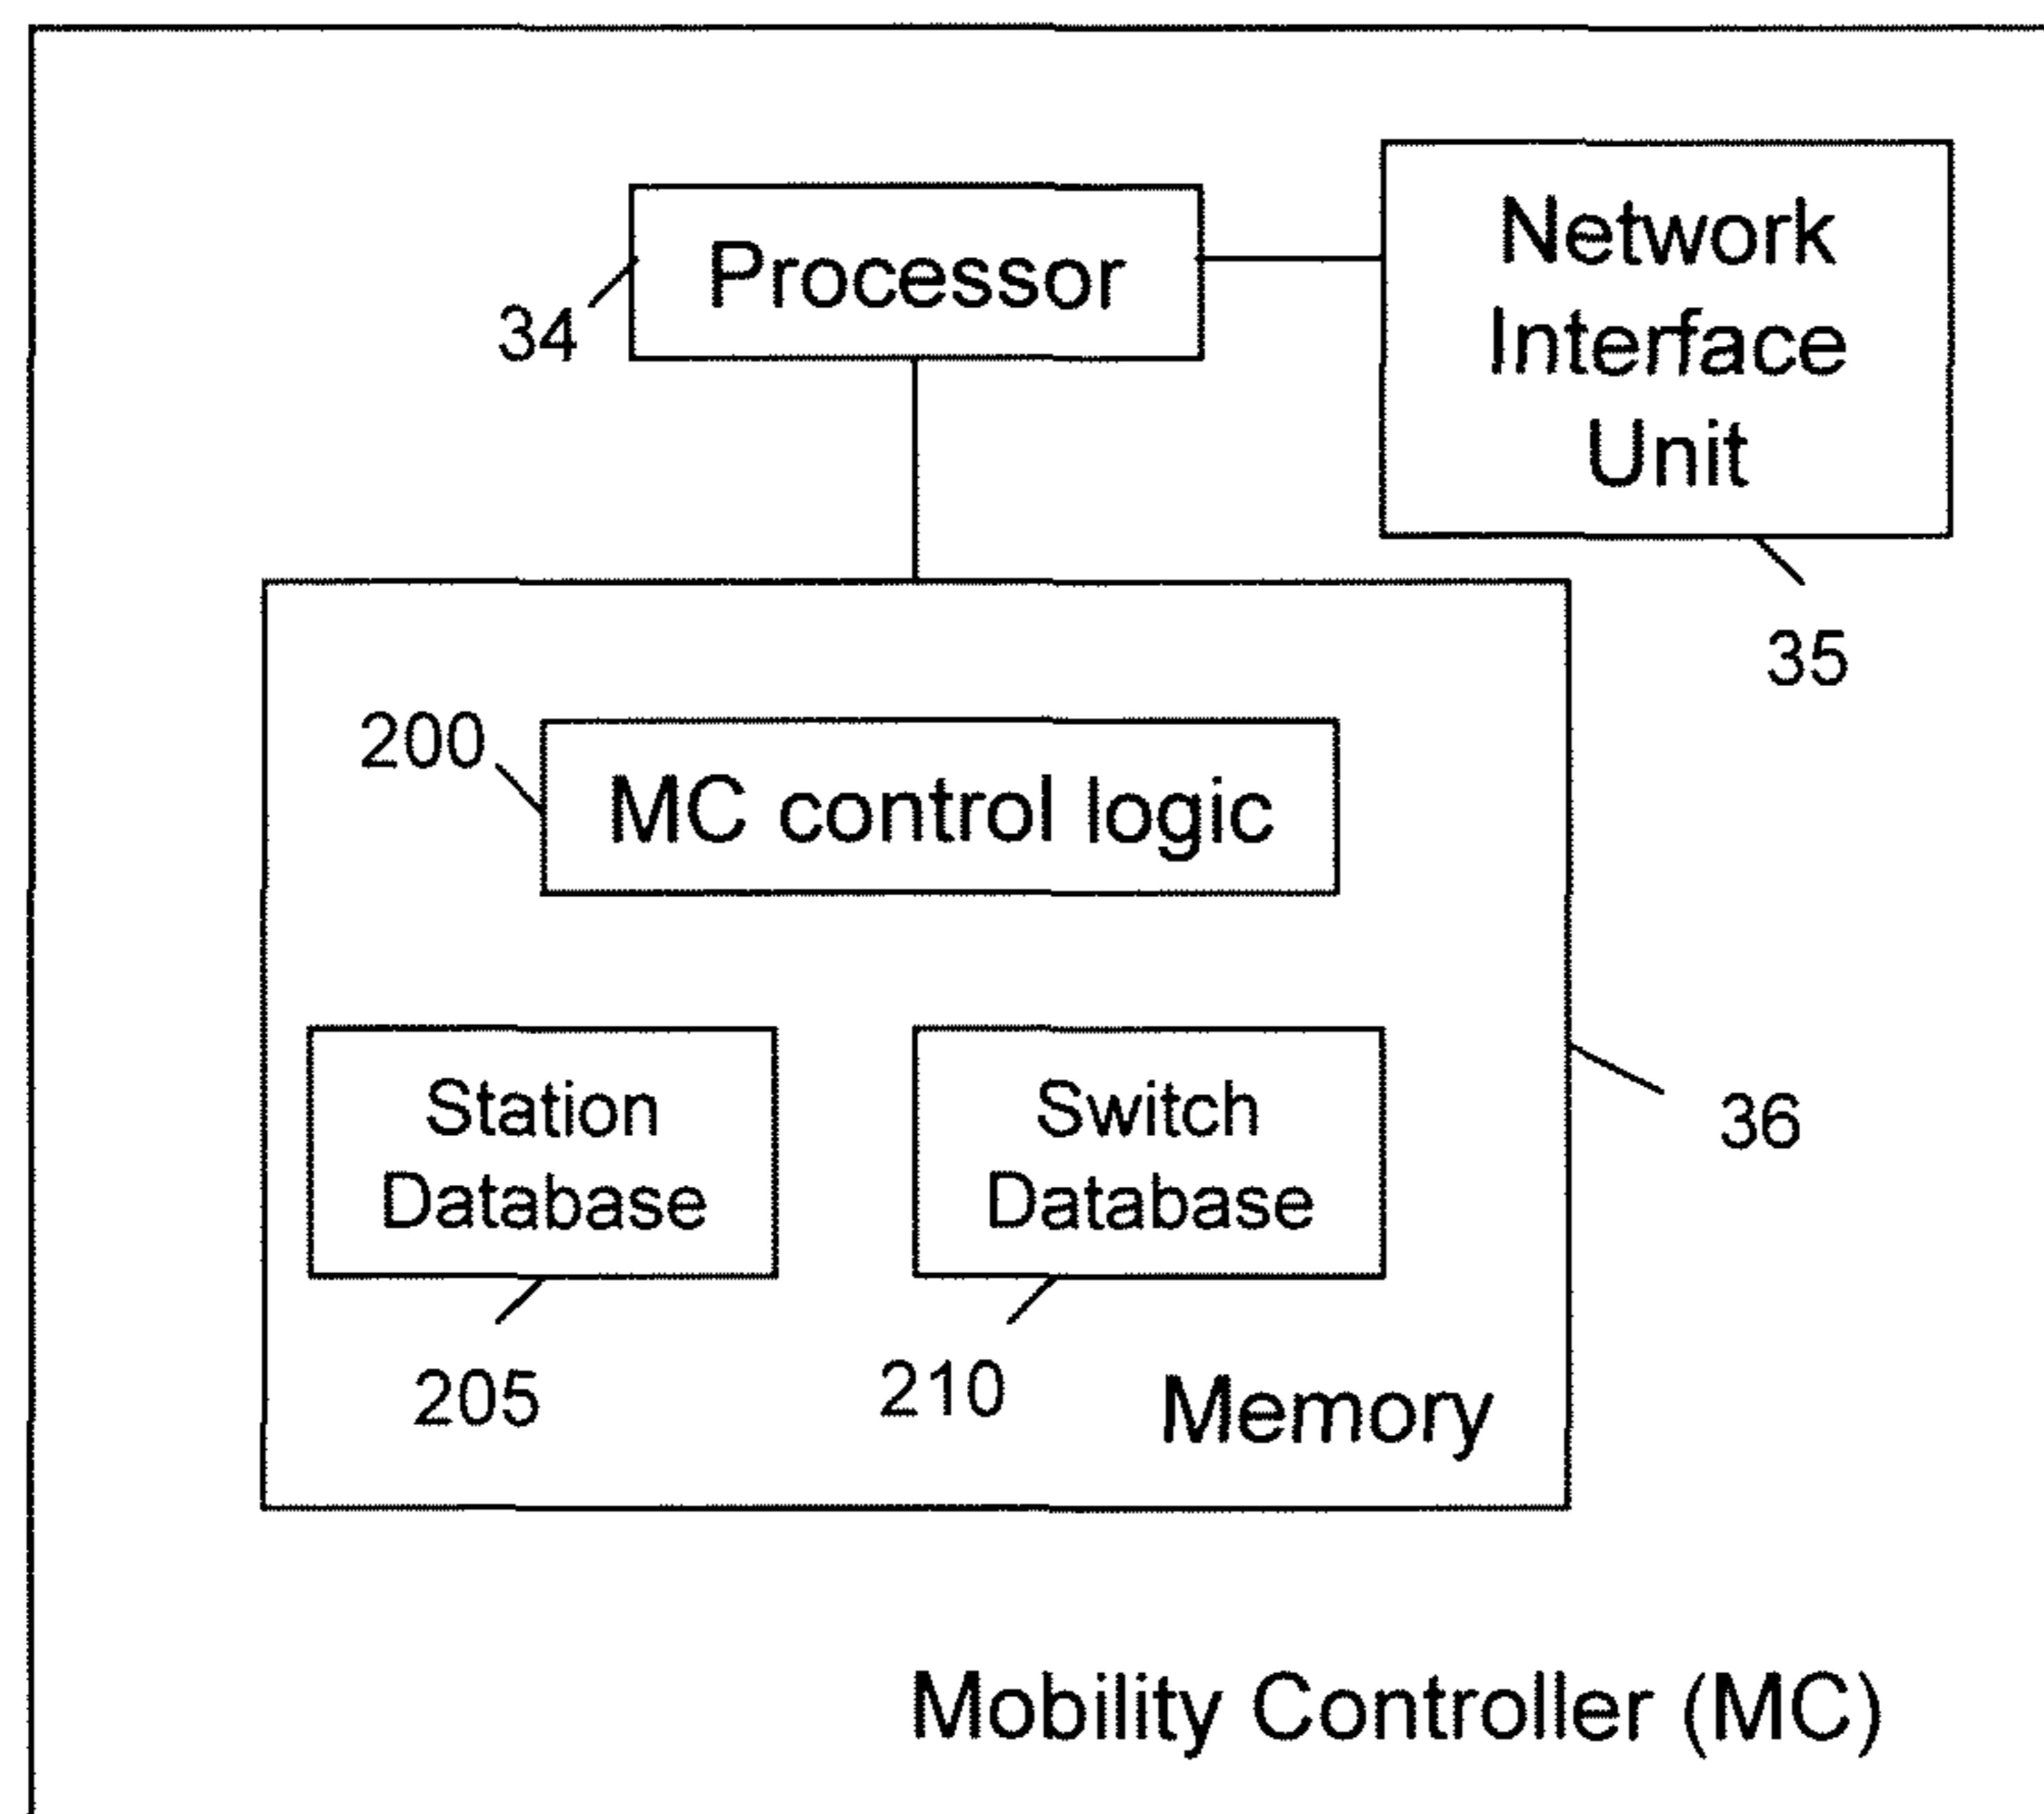 Processor
34
Network
Interface
Unit
35
200
MC control logic
Station
Database
Switch
Database
36
205
210
Memory
Mobility Controller (MC)